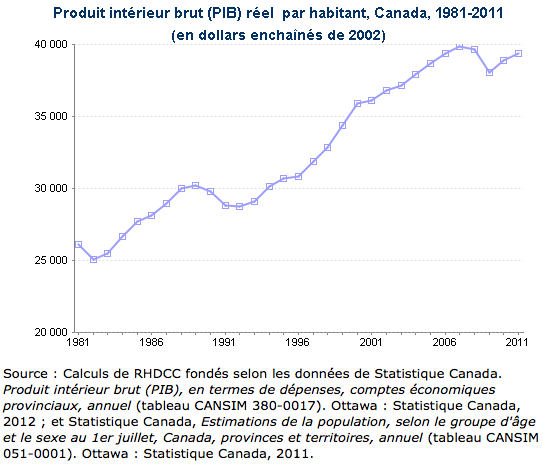 Produit intérieur brut (PIB) réel par habitant, Canada, 1981-2011
(en dollars enchaînés de 2002)
40 000
35 000
30 000
25 000
20 000
1981 1986 1991 1996 2001 2006 2011
Source : Calculs de RHDCC fondés selon les données de Statistique Canada.
Produit intérieur brut (PIB), en termes de dépenses, comptes économiques
provinciaux, annuel (tableau CANSIM 380-0017). Ottawa : Statistique Canada,
2012 ; et Statistique Canada, Estimations de la population, selon le groupe d'âge
et le sexe au 1er juillet, Canada, provinces et territoires, annuel (tableau CANSIM
051-0001). Ottawa : Statistique Canada, 2011.